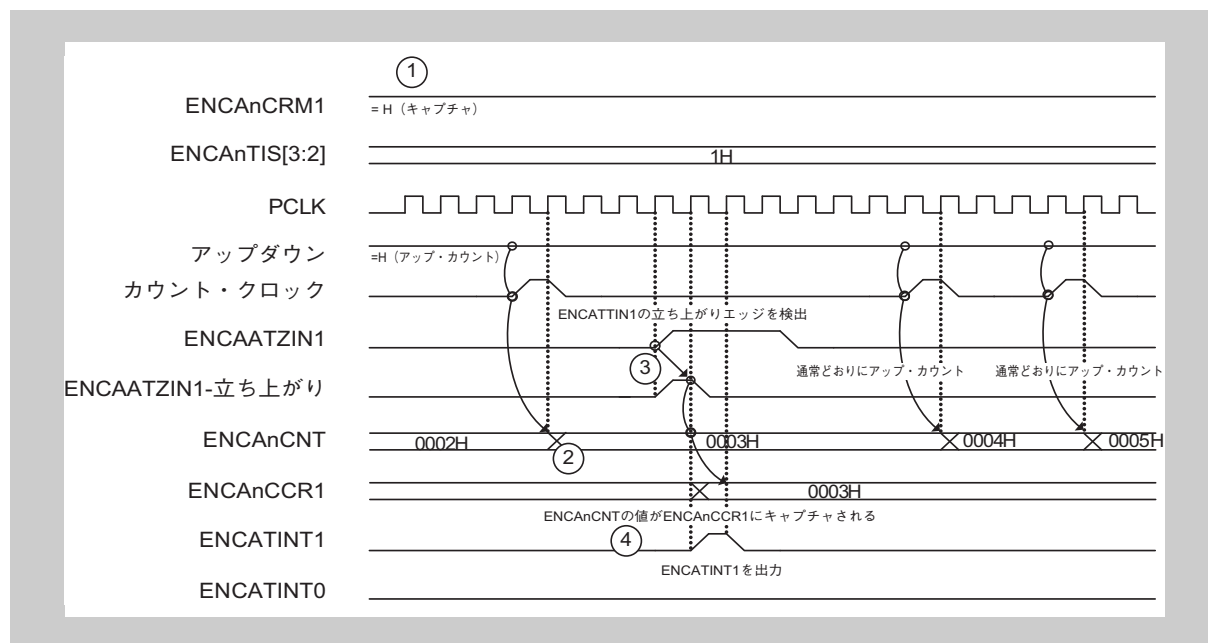 ①
ENCAnCRM1
= H（キャプチャ）
ENCAnTIS[3:2]
1H
PCLK
アップダウン
=H（アップ・カウント）
カウント・クロック
ENCATTIN1の立ち上がりエッジを検出
ENCAATZIN1
③
通常どおりにアップ・カウント
通常どおりにアップ・カウント
ENCAATZIN1-立ち上がり
ENCAnCNT
0002H
0003H
0004H
0005H
②
ENCAnCCR1
0003H
ENCAnCNTの値がENCAnCCR1にキャプチャされる
ENCATINT1
④
ENCATINT1を出力
ENCATINT0